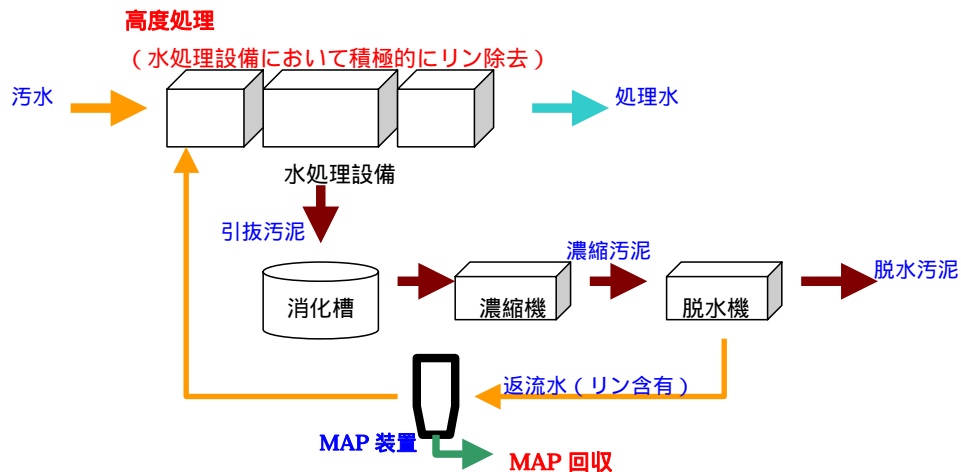 高度処理
(水処理設備において積極的にリン除去)
汚水
処理水
水処理設備
引抜汚泥
濃縮汚泥
脱水汚泥
消化槽
濃縮機
脱水機
返流水(リン含有)
MAP 装置
MAP 回収